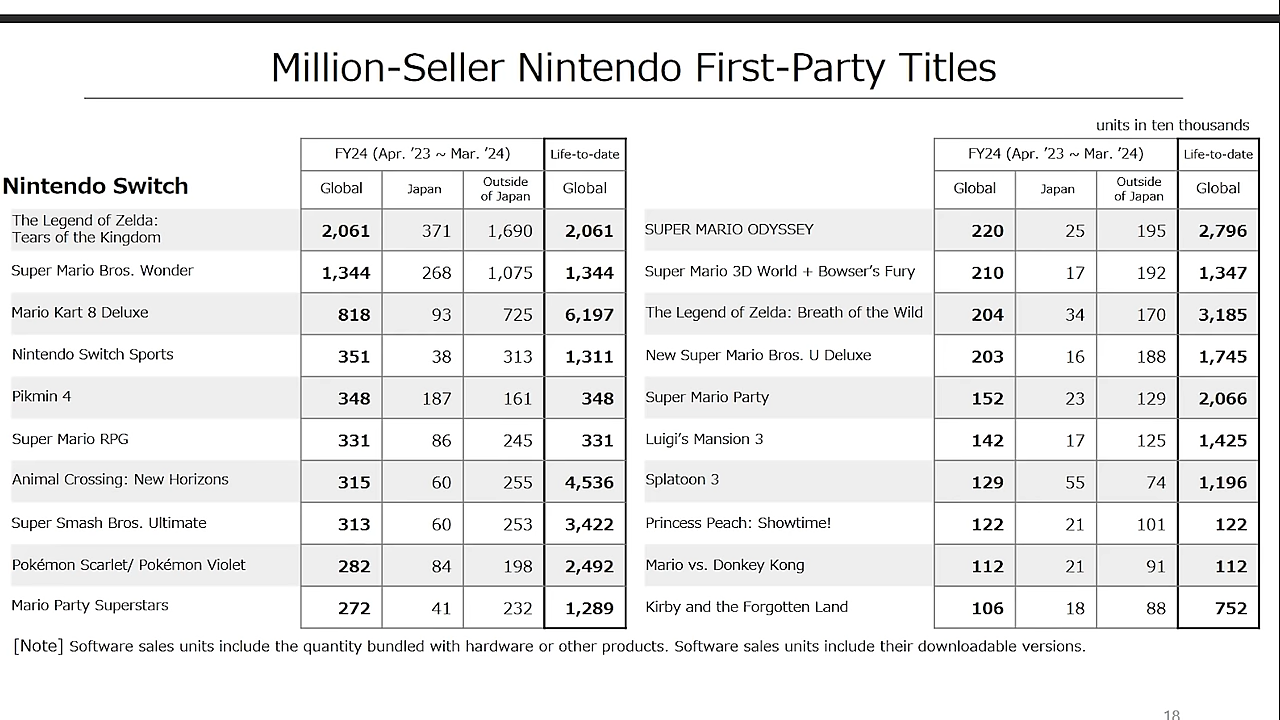 Million-Seller Nintendo First-Party Titles
units in ten thousands
FY24 (Apr. ’23 ~ Mar. ’24) Life-to-date
Nintendo Switch Global Japan Outside of Japan Global
The Legend of Zelda:
Tears of the Kingdom 2,061 371 1,690 2,061
Super Mario Bros. Wonder 1,344 268 1,075 1,344
Mario Kart 8 Deluxe 818 93 725 6,197
Nintendo Switch Sports 351 38 313 1,311
Pikmin 4 348 187 161 348
Super Mario RPG 331 86 245 331
Animal Crossing: New Horizons 315 60 255 4,536
Super Smash Bros. Ultimate 313 60 253 3,422
Pokémon Scarlet/ Pokémon Violet 282 84 198 2,492
Mario Party Superstars 272 41 232 1,289
FY24 (Apr. ’23 ~ Mar. ’24) Life-to-date
Global Japan Outside of Japan Global
SUPER MARIO ODYSSEY 220 25 195 2,796
Super Mario 3D World + Bowser’s Fury 210 17 192 1,347
The Legend of Zelda: Breath of the Wild 204 34 170 3,185
New Super Mario Bros. U Deluxe 203 16 188 1,745
Super Mario Party 152 23 129 2,066
Luigi’s Mansion 3 142 17 125 1,425
Splatoon 3 129 55 74 1,196
Princess Peach: Showtime! 122 21 101 122
Mario vs. Donkey Kong 112 21 91 112
Kirby and the Forgotten Land 106 18 88 752
[Note] Software sales units include the quantity bundled with hardware or other products. Software sales units include their downloadable versions.
18